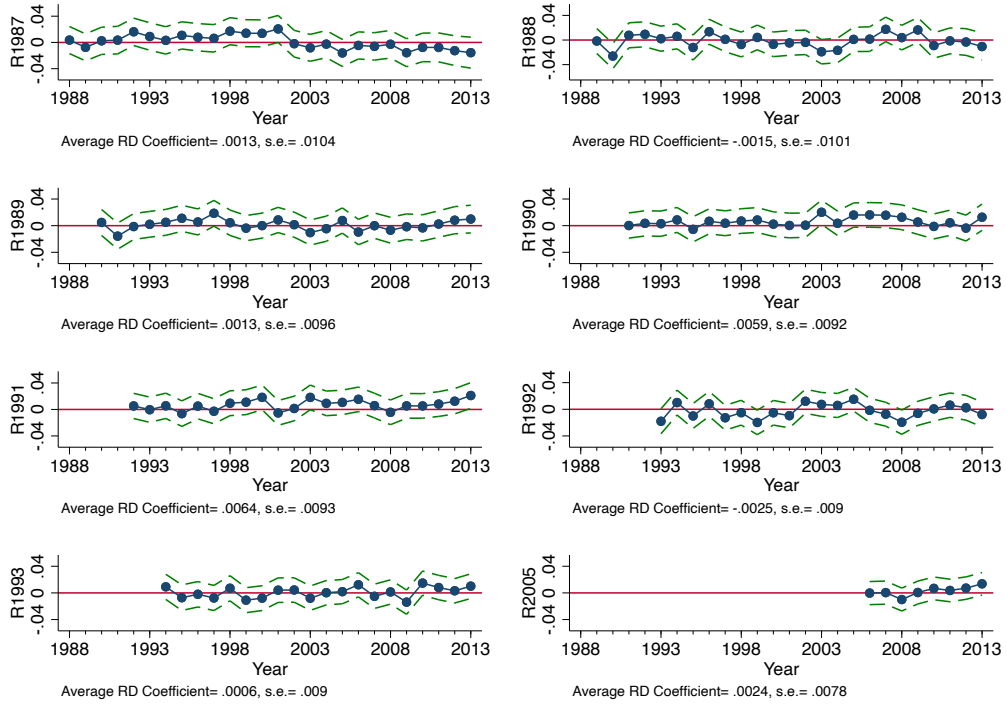 R1987
.04
0
-.04
1988 1993 1998 2003 2008 2013
Year
Average RD Coefficient= .0013, s.e.= .0104
R1988
.04
0
-.04
1988 1993 1998 2003 2008 2013
Year
Average RD Coefficient= -.0015, s.e.= .0101
R1989
.04
0
-.04
1988 1993 1998 2003 2008 2013
Year
Average RD Coefficient= .0013, s.e.= .0096
R1990
.04
0
-.04
1988 1993 1998 2003 2008 2013
Year
Average RD Coefficient= .0059, s.e.= .0092
R1991
.04
0
-.04
1988 1993 1998 2003 2008 2013
Year
Average RD Coefficient= .0064, s.e.= .0093
R1992
.04
0
-.04
1988 1993 1998 2003 2008 2013
Year
Average RD Coefficient= -.0025, s.e.= .009
R1993
.04
0
-.04
1988 1993 1998 2003 2008 2013
Year
Average RD Coefficient= .0006, s.e.= .009
R2005
.04
0
-.04
1988 1993 1998 2003 2008 2013
Year
Average RD Coefficient= .0024, s.e.= .0078